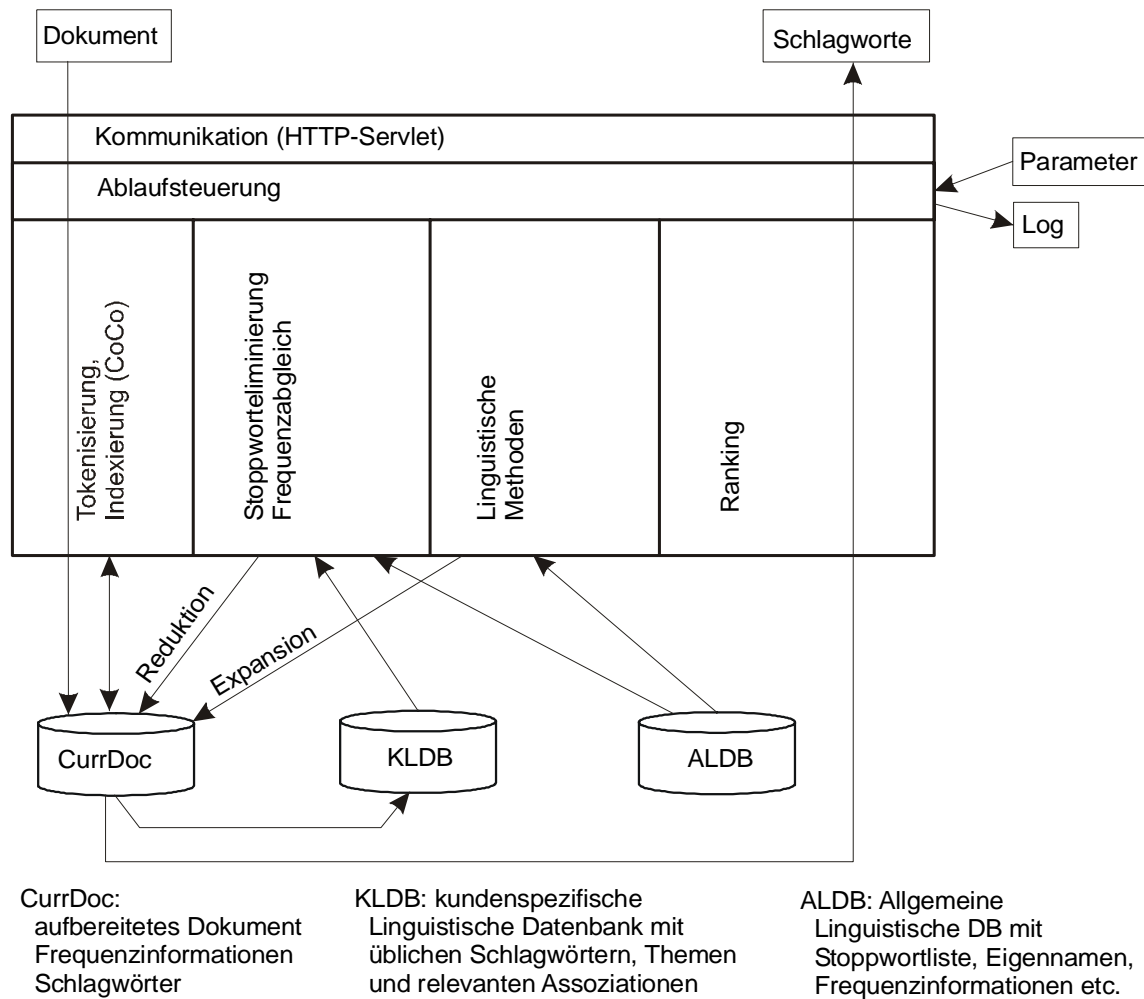 Dokument
Schlagworte
Kommunikation (HTTP-Servlet)
Ablaufsteuerung
Parameter
Log
Tokenisierung,
Indexierung (CoCo)
Stoppworteliminierung
Frequenzabgleich
Linguistische
Methoden
Ranking
Reduktion
Expansion
CurrDoc
KLDB
ALDB
CurrDoc:
aufbereitetes Dokument
Frequenzinformationen
Schlagwörter
KLDB: kundenspezifische
Linguistische Datenbank mit
üblichen Schlagwörtern, Themen
und relevanten Assoziationen
ALDB: Allgemeine
Linguistische DB mit
Stoppwortliste, Eigennamen,
Frequenzinformationen etc.